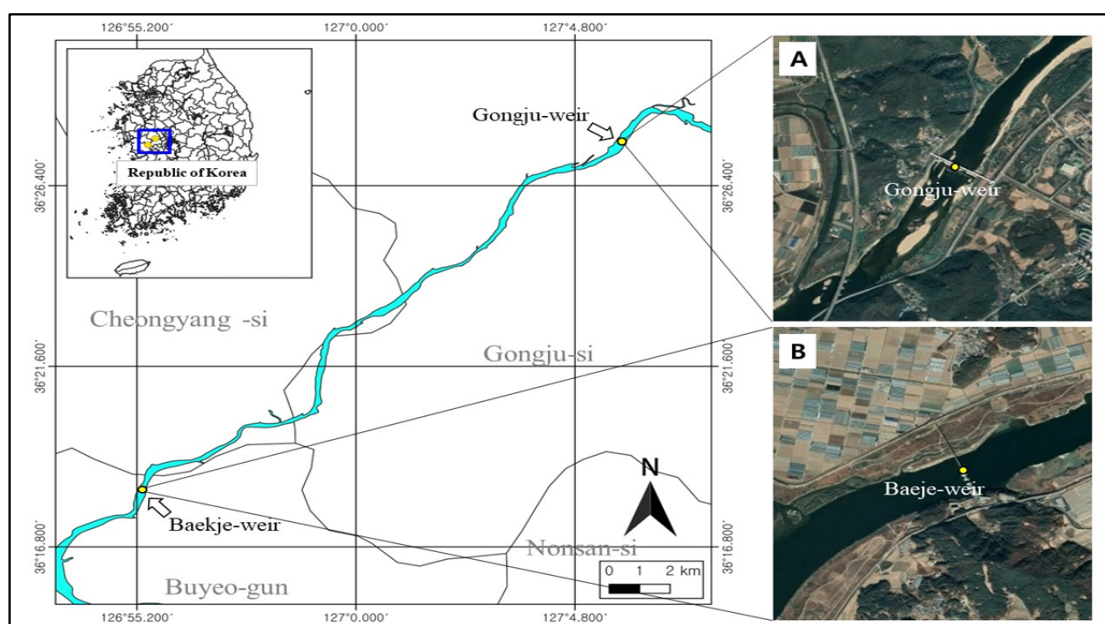 126°55.200´
127°0.000´
127°4.800´
Republic of Korea
Gongju-weir
A
Gongju-weir
36°26.400´
36°26.400´
Cheongyang -si
Gongju-si
36°21.600´
36°21.600´
B
Baeje-weir
Baekje-weir
N
Nonsan-si
36°16.800´
36°16.800´
Buyeo-gun
0 1 2 km
126°55.200´
127°0.000´
127°4.800´